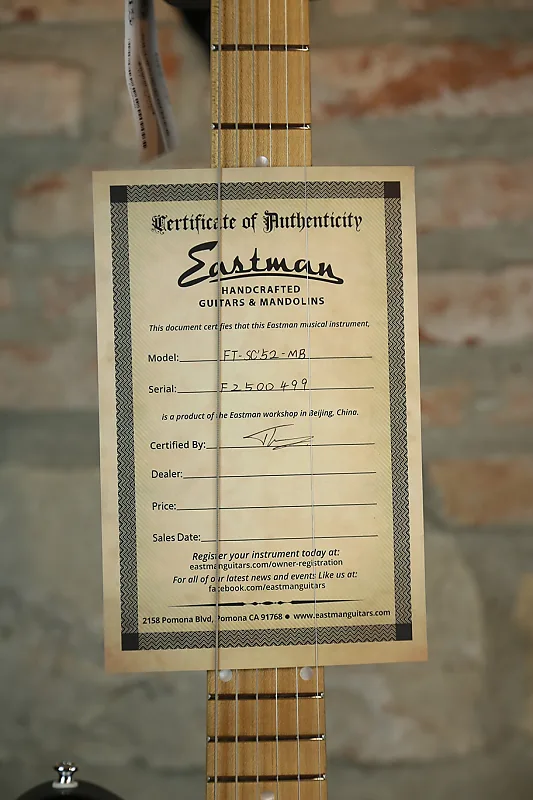 Certificate of Authenticity
Eastman
HANDCRAFTED
GUITARS & MANDOLINS
This document certifies that this Eastman musical instrument,
Model: FT-SC'52-MB
Serial: F2500499
is a product of the Eastman workshop in Beijing, China.
Certified By:
Dealer:
Price:
Sales Date:
Register your instrument today at:
eastmanguitars.com/owner-registration
For all of our latest news and events Like us at:
facebook.com/eastmanguitars
2158 Pomona Blvd, Pomona CA 91768 ● www.eastmanguitars.com